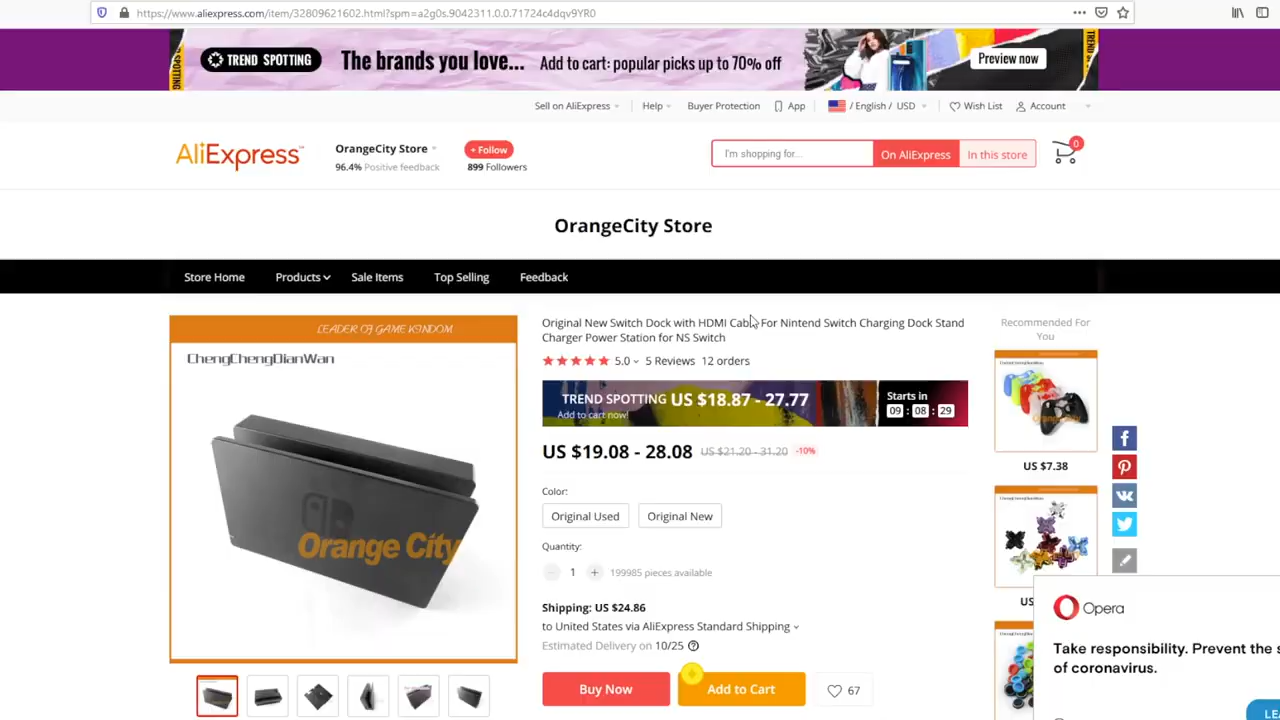 https://www.aliexpress.com/item/32809621602.html?spm=a2g0s.9042311.0.0.71724c4dqv9YR0
TREND SPOTTING
The brands you love... Add to cart: popular picks up to 70% off
Preview now
Sell on AliExpress Help Buyer Protection App / English / USD Wish List Account
AliExpress
OrangeCity Store
+ Follow
96.4% Positive feedback
899 Followers
I'm shopping for...
On AliExpress
In this store
0
OrangeCity Store
Store Home Products Sale Items Top Selling Feedback
LEADER OF GAME KINDOM
ChengChengDianWan
Orange City
Original New Switch Dock with HDMI Cable For Nintend Switch Charging Dock Stand
Charger Power Station for NS Switch
5.0 5 Reviews 12 orders
TREND SPOTTING US $18.87 - 27.77
Add to cart now!
Starts in
09 : 08 : 29
US $19.08 - 28.08 US $21.20 - 31.20 -10%
Color:
Original Used Original New
Quantity:
1 199985 pieces available
Shipping: US $24.86
to United States via AliExpress Standard Shipping
Estimated Delivery on 10/25
Buy Now Add to Cart 67
Recommended For
You
US $7.38
US
Opera
Take responsibility. Prevent the s
of coronavirus.
LE